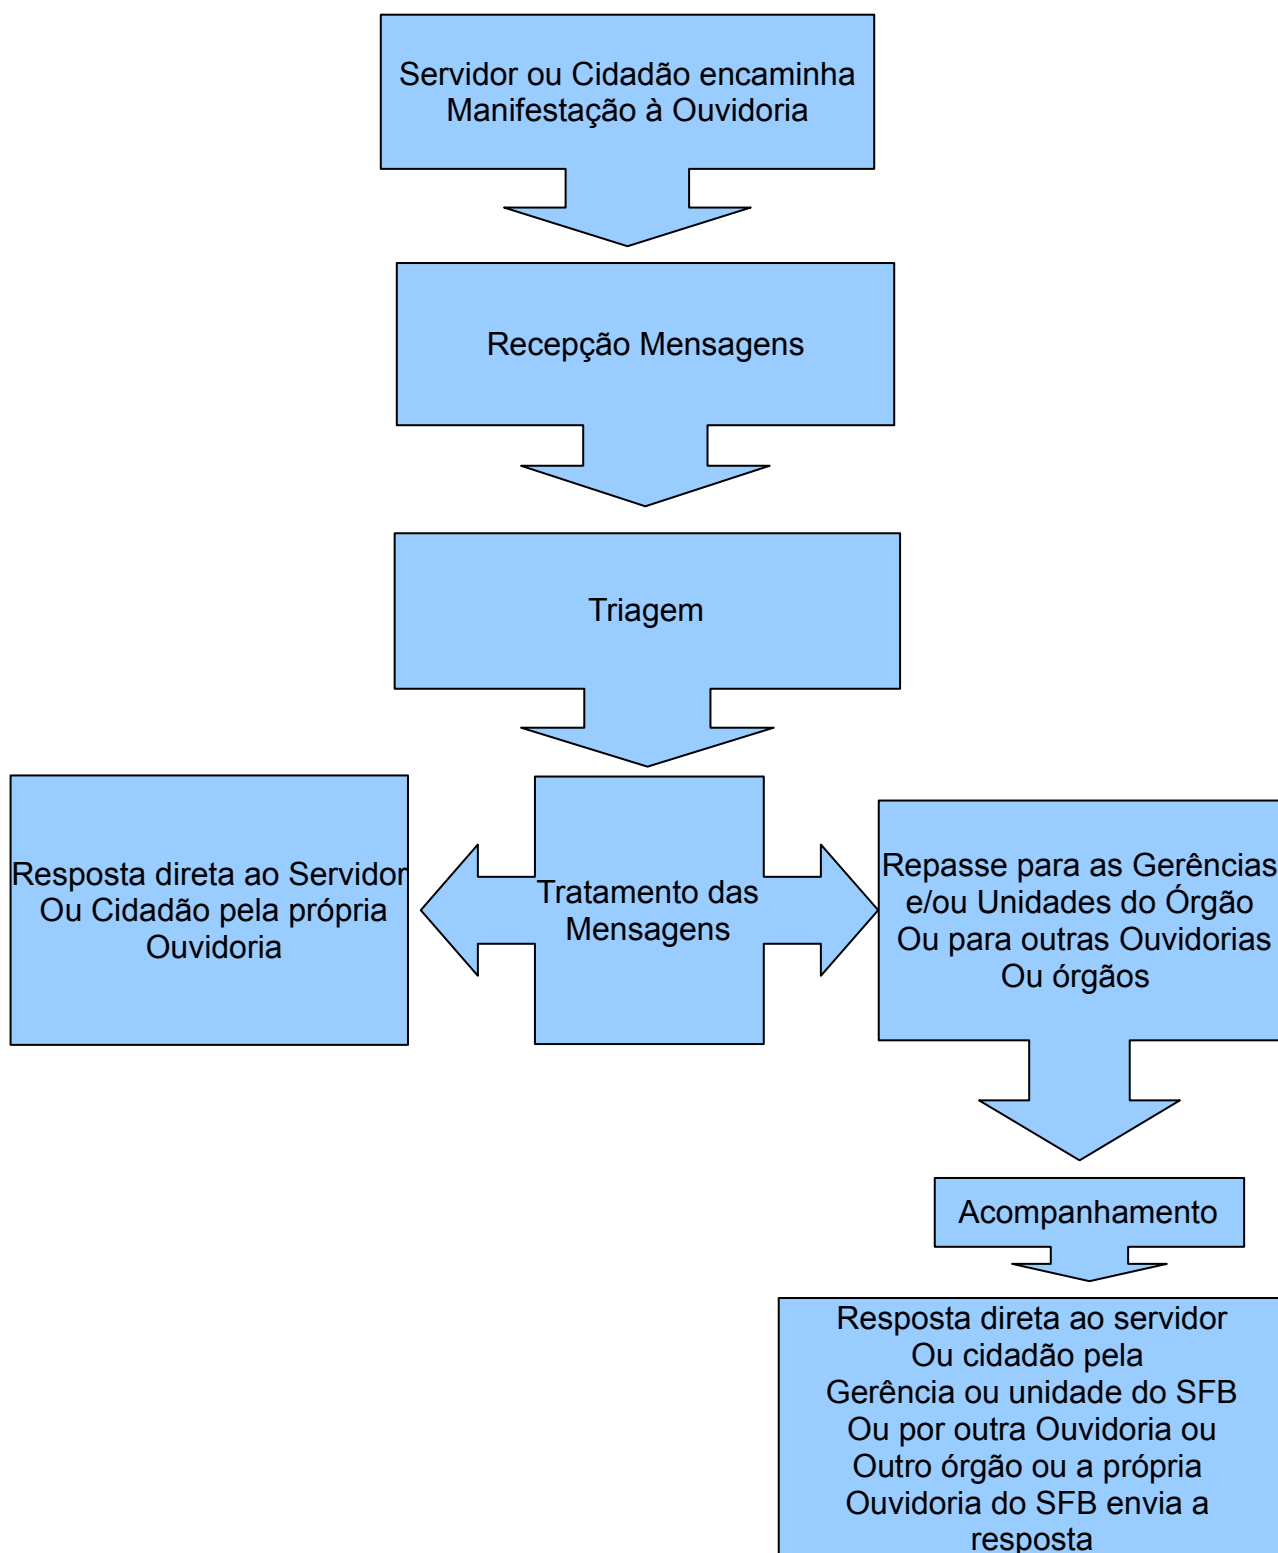 Servidor ou Cidadão encaminha
Manifestação à Ouvidoria
Recepção Mensagens
Triagem
Resposta direta ao Servidor
Ou Cidadão pela própria
Ouvidoria
Tratamento das
Mensagens
Repasse para as Gerências
e/ou Unidades do Órgão
Ou para outras Ouvidorias
Ou órgãos
Acompanhamento
Resposta direta ao servidor
Ou cidadão pela
Gerência ou unidade do SFB
Ou por outra Ouvidoria ou
Outro órgão ou a própria
Ouvidoria do SFB envia a
resposta